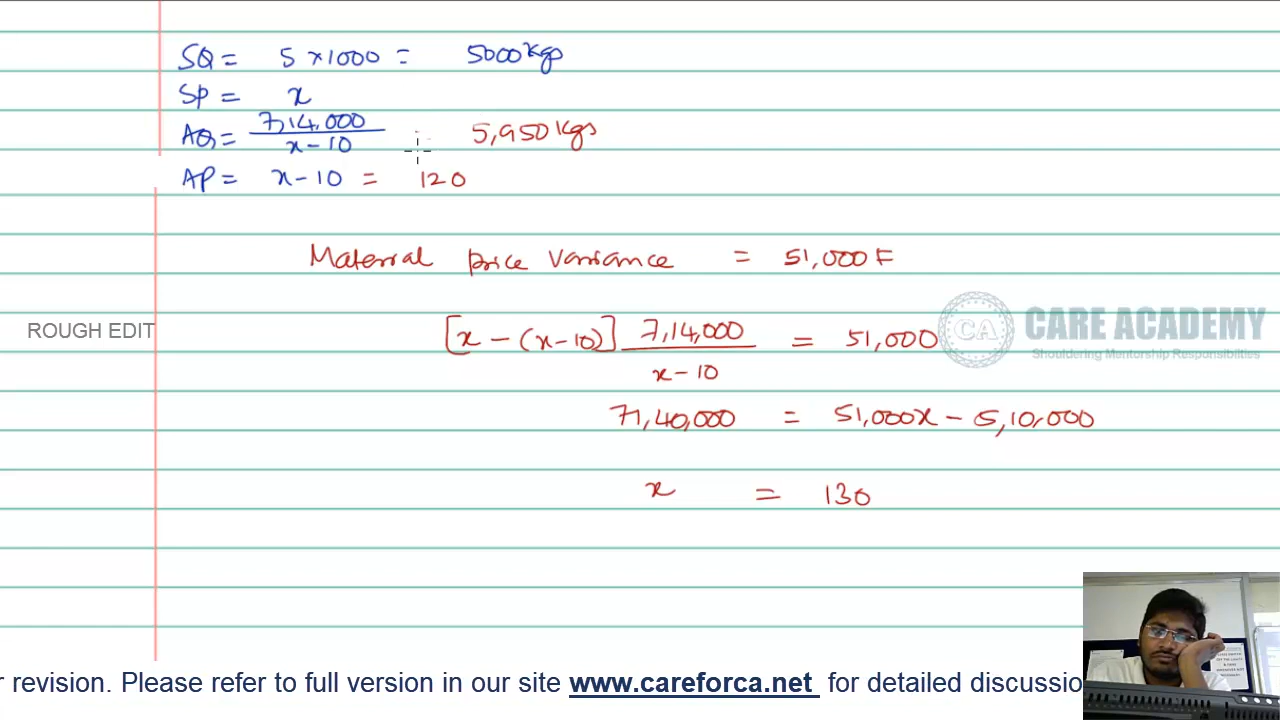 SQ = 5 x 1000 = 5000 kgs
SP = x
AQ = 7,14,000 / x - 10 5,950 kgs
AP = x - 10 = 120
Material price variance = 51,000 F
[x - (x - 10)] 7,14,000 / x - 10 = 51,000
71,40,000 = 51,000x - 5,10,000
x = 130
ROUGH EDIT
CA
CARE ACADEMY
Shouldering Mentorship Responsibilities
r revision. Please refer to full version in our site www.careforca.net for detailed discussio